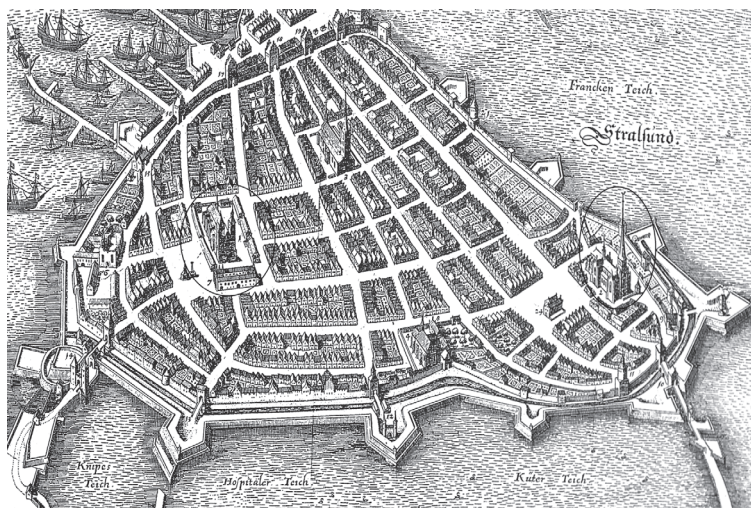 Francken Teich
Stralsund.
Knipes
Teich
Hospitaler Teich
Kuter Teich